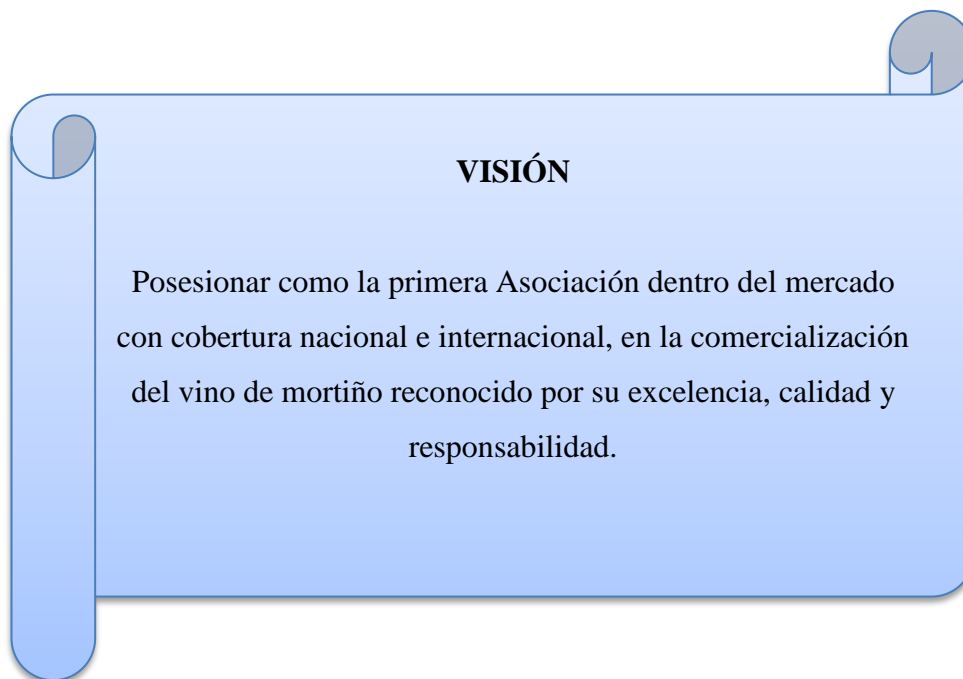 VISIÓN
Posesionar como la primera Asociación dentro del mercado
con cobertura nacional e internacional, en la comercialización
del vino de mortiño reconocido por su excelencia, calidad y
responsabilidad.